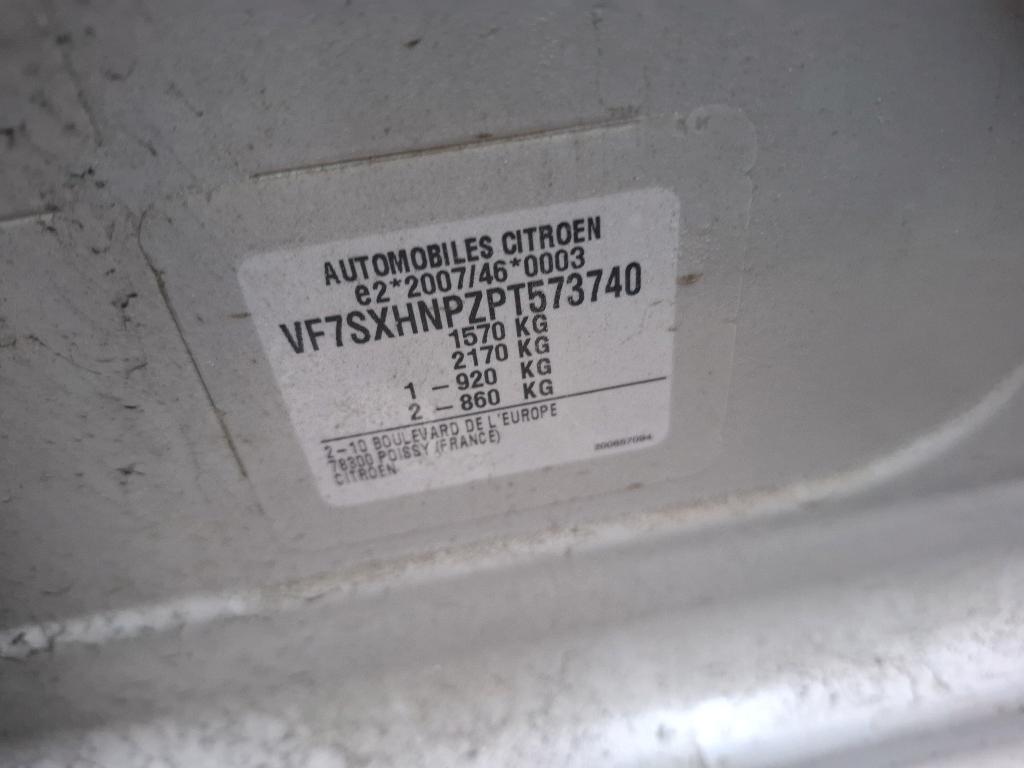 AUTOMOBILES CITROEN
e2*2007/46*0003
VF7SXHNPZPT573740
1570 KG
2170 KG
1 - 920 KG
2 - 860 KG
2-10 BOULEVARD DE L'EUROPE
78300 POISSY (FRANCE)
CITROEN